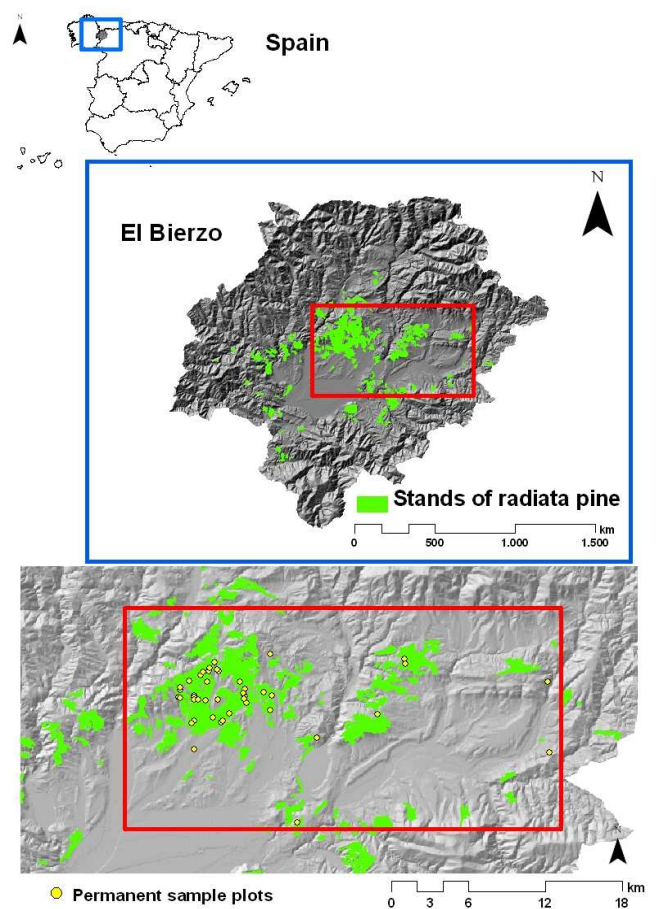 N
Spain
El Bierzo
N
Stands of radiata pine
km
0 500 1.000 1.500
N
Permanent sample plots
km
0 3 6 12 18